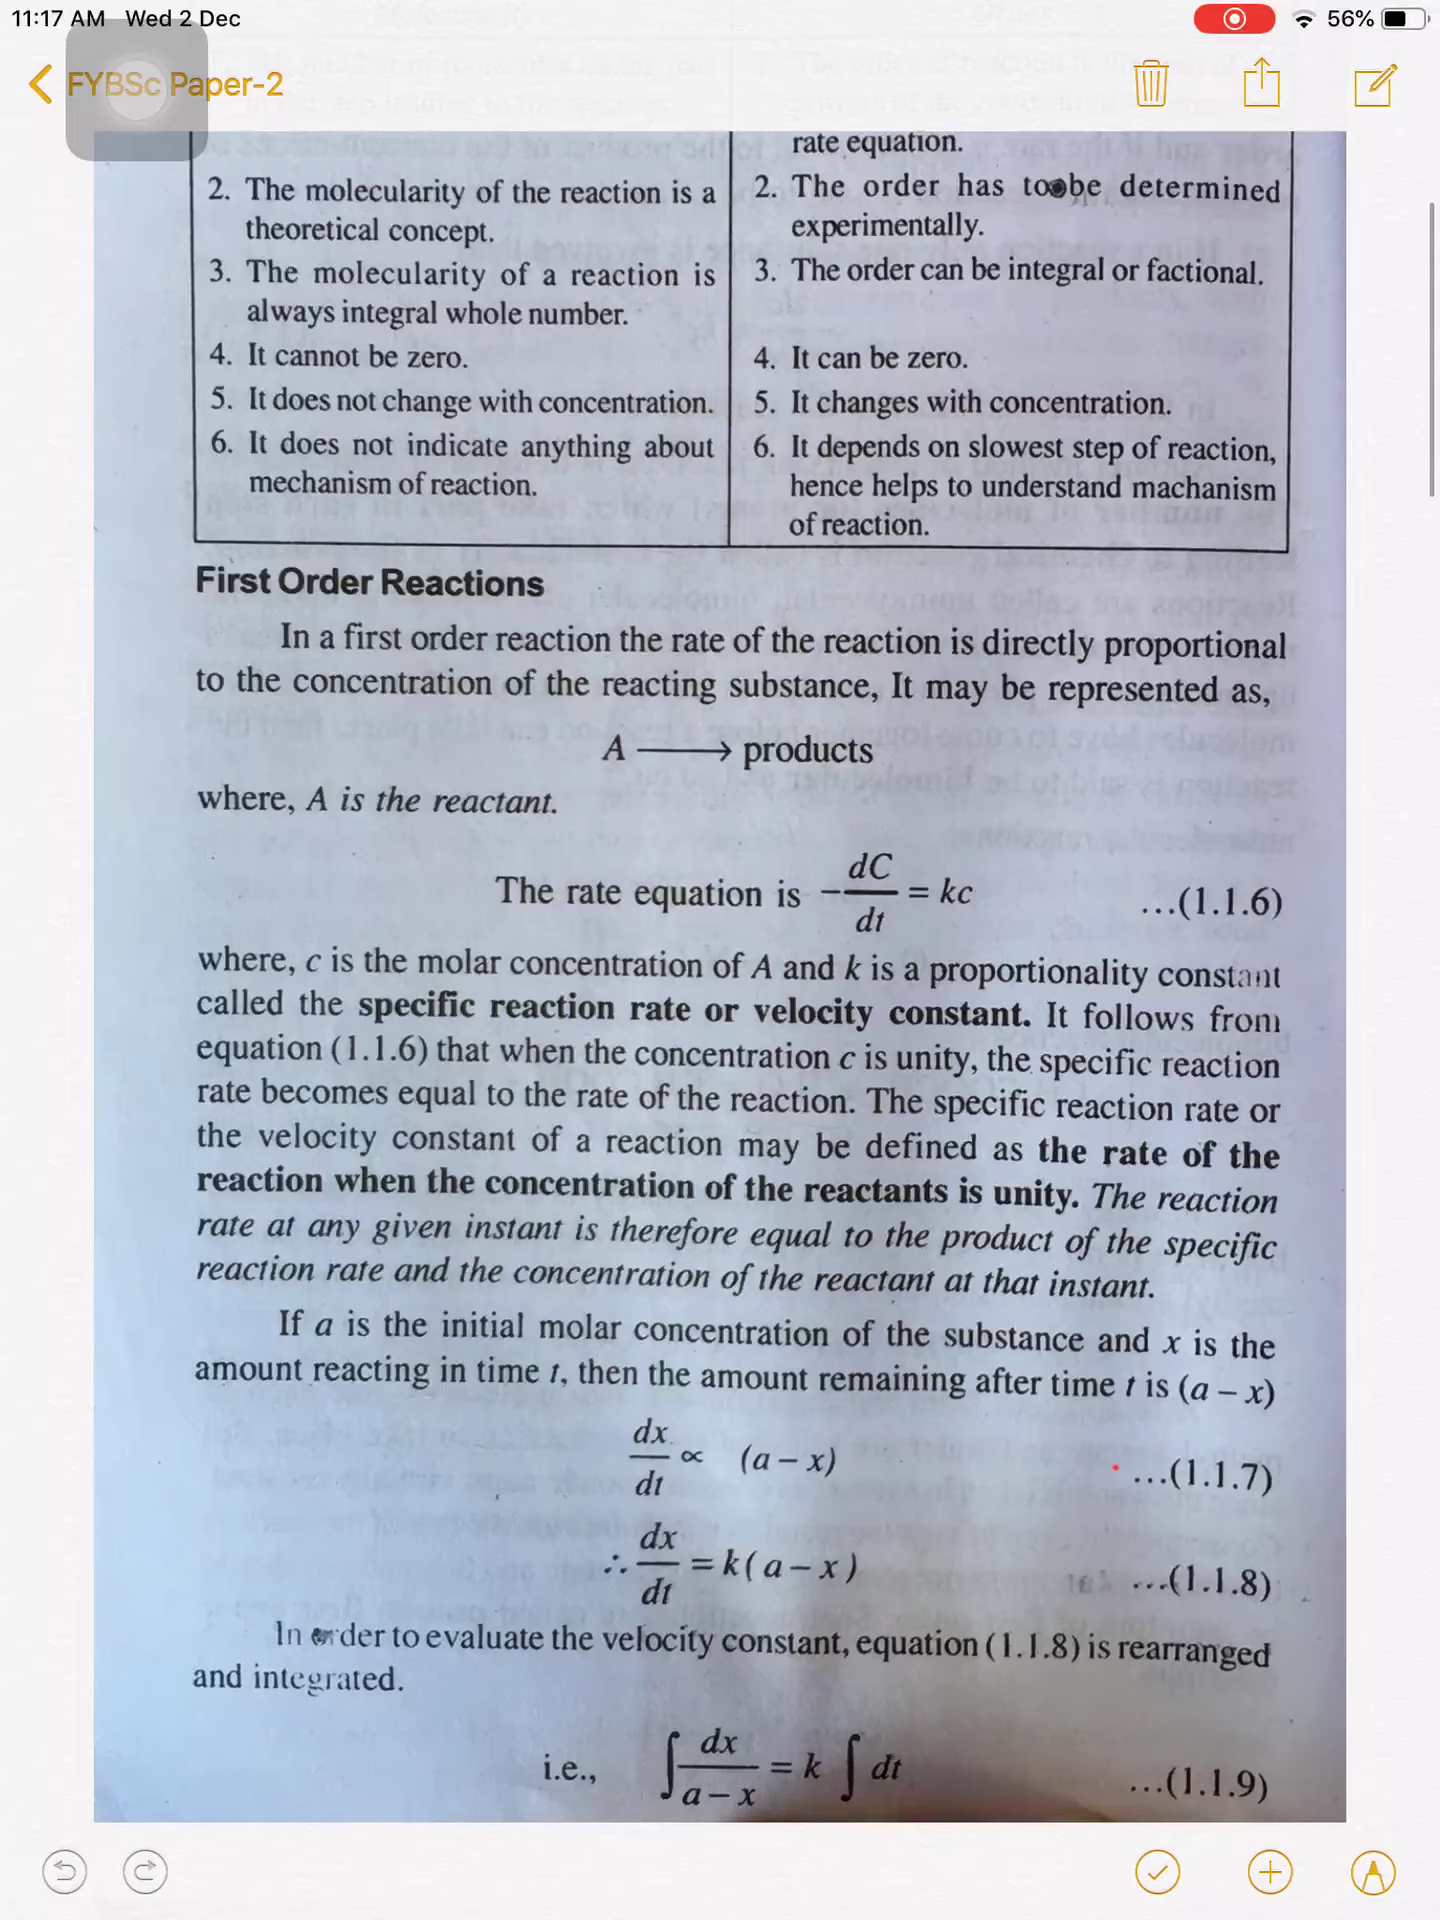 11:17 AM Wed 2 Dec
56%
FYBSc Paper-2
rate equation.
2. The molecularity of the reaction is a
theoretical concept.
3. The molecularity of a reaction is
always integral whole number.
4. It cannot be zero.
5. It does not change with concentration.
6. It does not indicate anything about
mechanism of reaction.
2. The order has to be determined
experimentally.
3. The order can be integral or factional.
4. It can be zero.
5. It changes with concentration.
6. It depends on slowest step of reaction,
hence helps to understand machanism
of reaction.
First Order Reactions
In a first order reaction the rate of the reaction is directly proportional
to the concentration of the reacting substance, It may be represented as,
A ⟶ products
where, A is the reactant.
The rate equation is −dC/dt = kc ...(1.1.6)
where, c is the molar concentration of A and k is a proportionality constant
called the specific reaction rate or velocity constant. It follows from
equation (1.1.6) that when the concentration c is unity, the specific reaction
rate becomes equal to the rate of the reaction. The specific reaction rate or
the velocity constant of a reaction may be defined as the rate of the
reaction when the concentration of the reactants is unity. The reaction
rate at any given instant is therefore equal to the product of the specific
reaction rate and the concentration of the reactant at that instant.
If a is the initial molar concentration of the substance and x is the
amount reacting in time t, then the amount remaining after time t is (a – x)
dx/dt ∝ (a – x) ...(1.1.7)
∴ dx/dt = k(a – x) ...(1.1.8)
In order to evaluate the velocity constant, equation (1.1.8) is rearranged
and integrated.
i.e., ∫ dx/a – x = k ∫ dt ...(1.1.9)